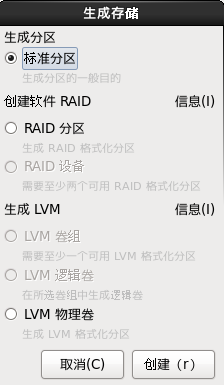 生成存储
生成分区
标准分区
生成分区的一般目的
创建软件 RAID 信息(I)
RAID 分区
生成 RAID 格式化分区
RAID 设备
需要至少两个可用 RAID 格式化分区
生成 LVM 信息(I)
LVM 卷组
需要至少一个可用 LVM 格式化分区
LVM 逻辑卷
在所选卷组中生成逻辑卷
LVM 物理卷
生成 LVM 格式化分区
取消(C) 创建（r）